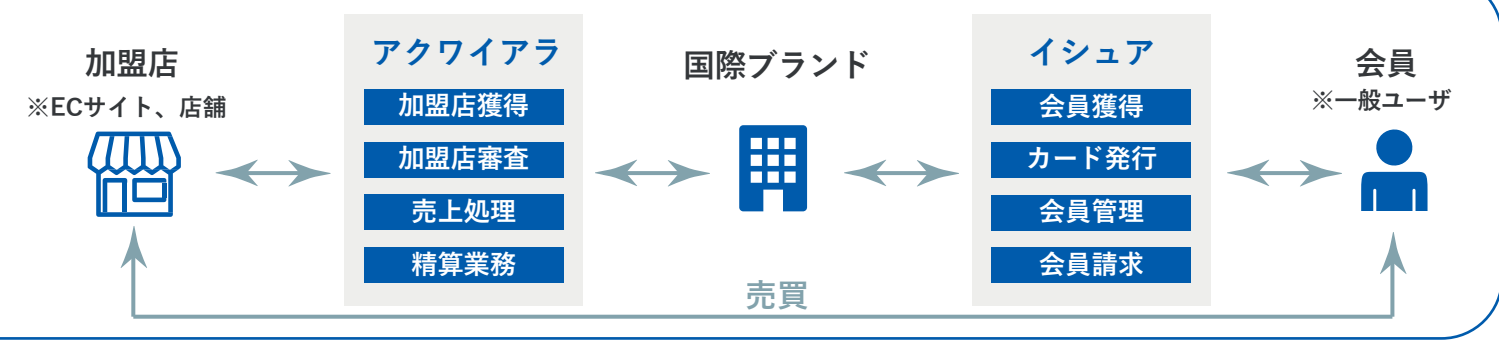 加盟店
※ECサイト、店舗
アクワイアラ
加盟店獲得
加盟店審査
売上処理
精算業務
国際ブランド
イシュア
会員獲得
カード発行
会員管理
会員請求
会員
※一般ユーザ
売買